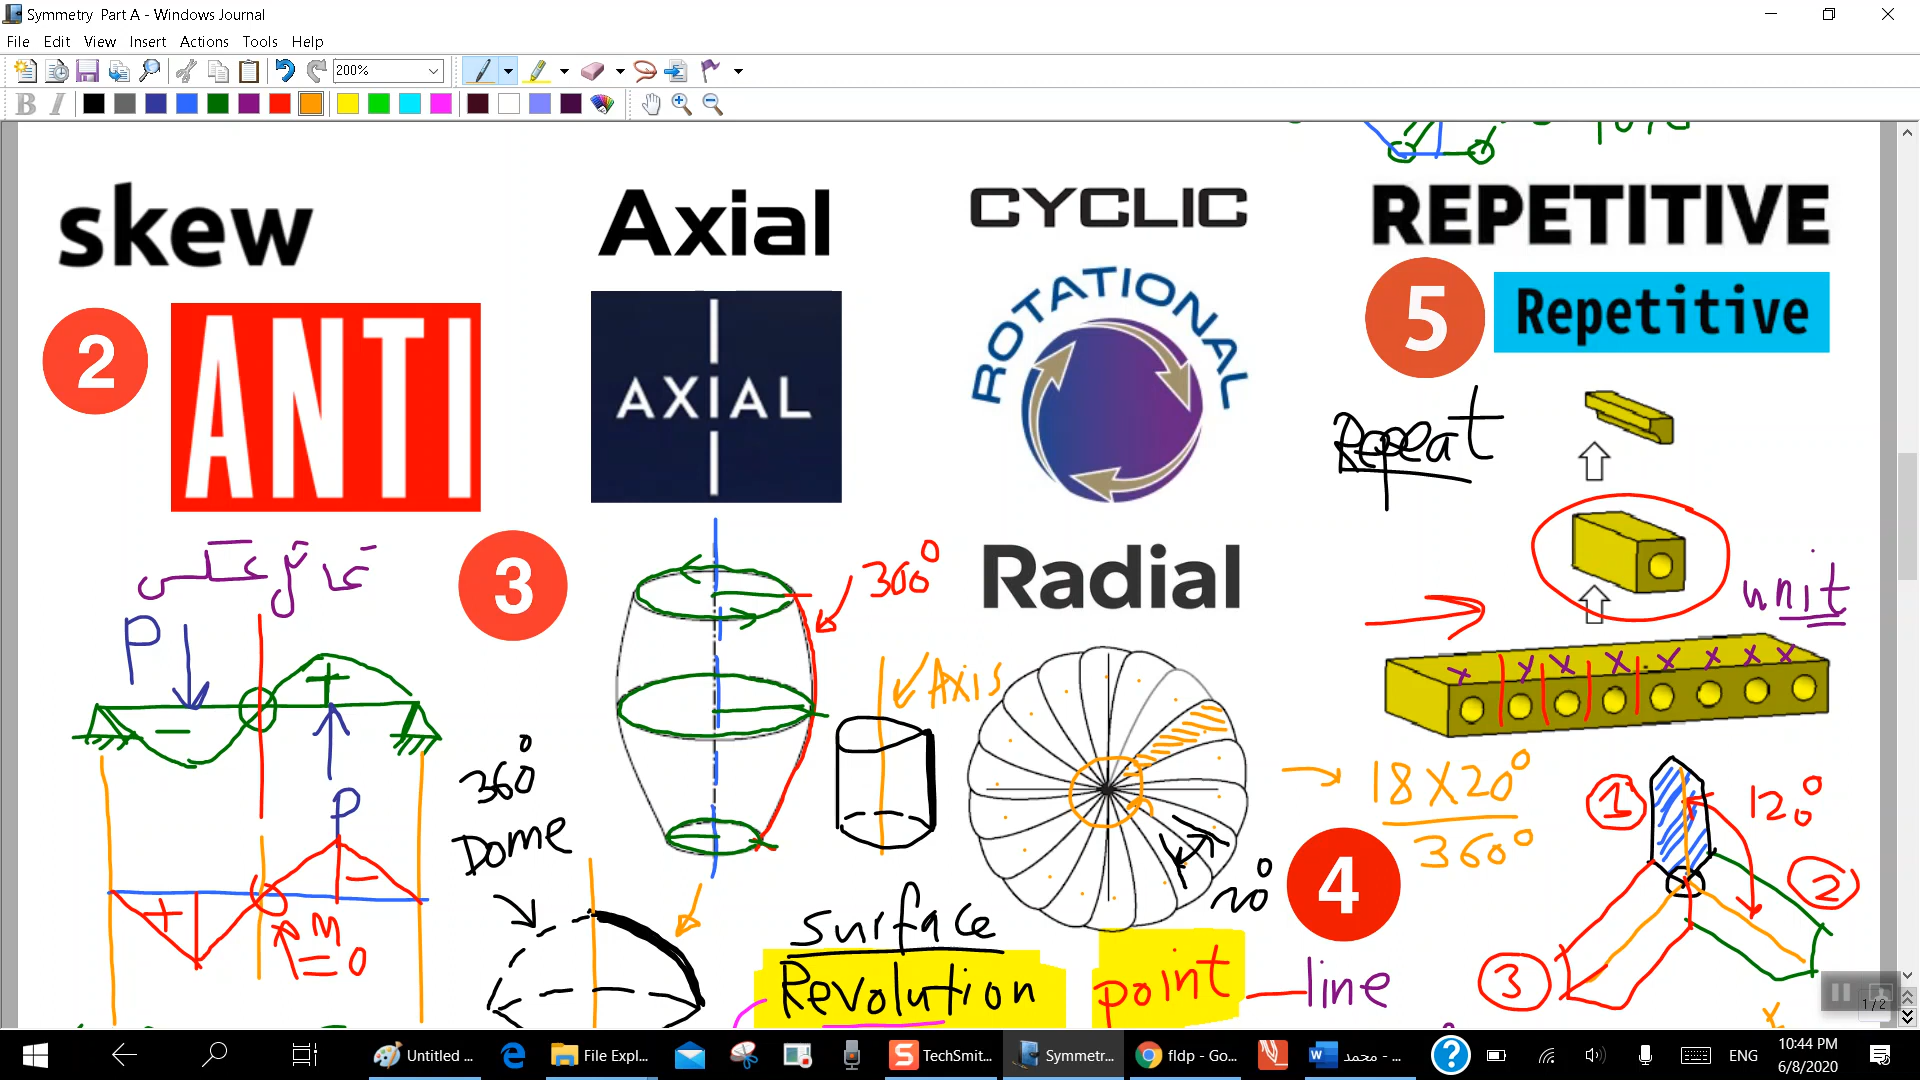 Symmetry Part A - Windows Journal
File Edit View Insert Actions Tools Help
200%
B I
skew
Axial
CYCLIC
REPETITIVE
2
ANTI
AXIAL
ROTATIONAL
5
Repetitive
Repeat
3
360°
Radial
unit
P
+
-
Axis
360°
Dome
P
+
-
M
=0
20°
18x20°
360°
4
1
120°
2
3
surface
Revolution
point
line
1/2
Untitled ...
File Expl...
TechSmit...
Symmetr...
fldp - Go...
محمد - ...
ENG
10:44 PM
6/8/2020